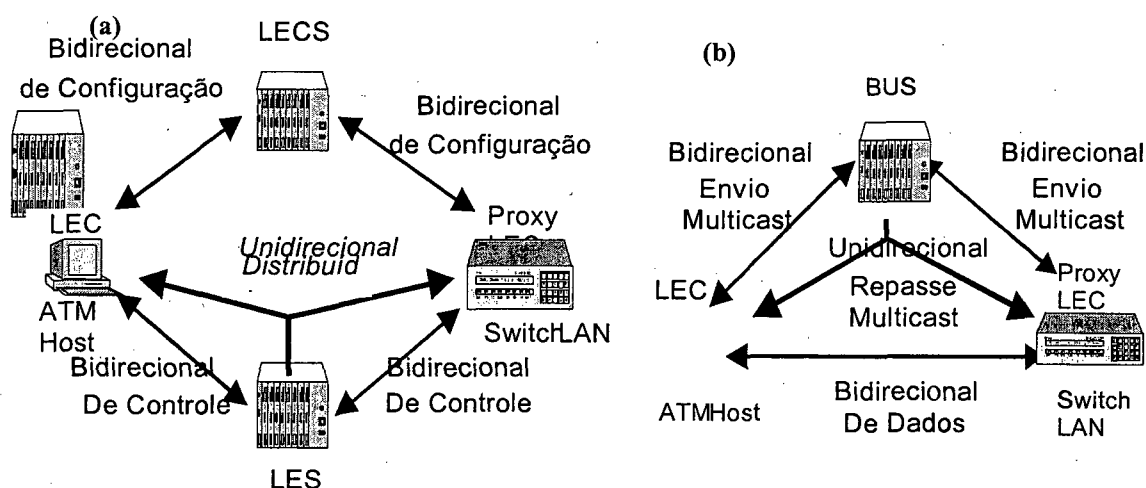 (a)
LECS
Bidirecional
de Configuração
Bidirecional
de Configuração
LEC
ATM
Host
Unidirecional
Distribuid
Proxy
SwitchLAN
Bidirecional
De Controle
Bidirecional
De Controle
LES
(b)
BUS
Bidirecional
Envio
Multicast
Bidirecional
Envio
Multicast
Unidirocional
Repasse
Multicast
LEC
Proxy
LEC
ATMHost
Bidirecional
De Dados
Switch
LAN